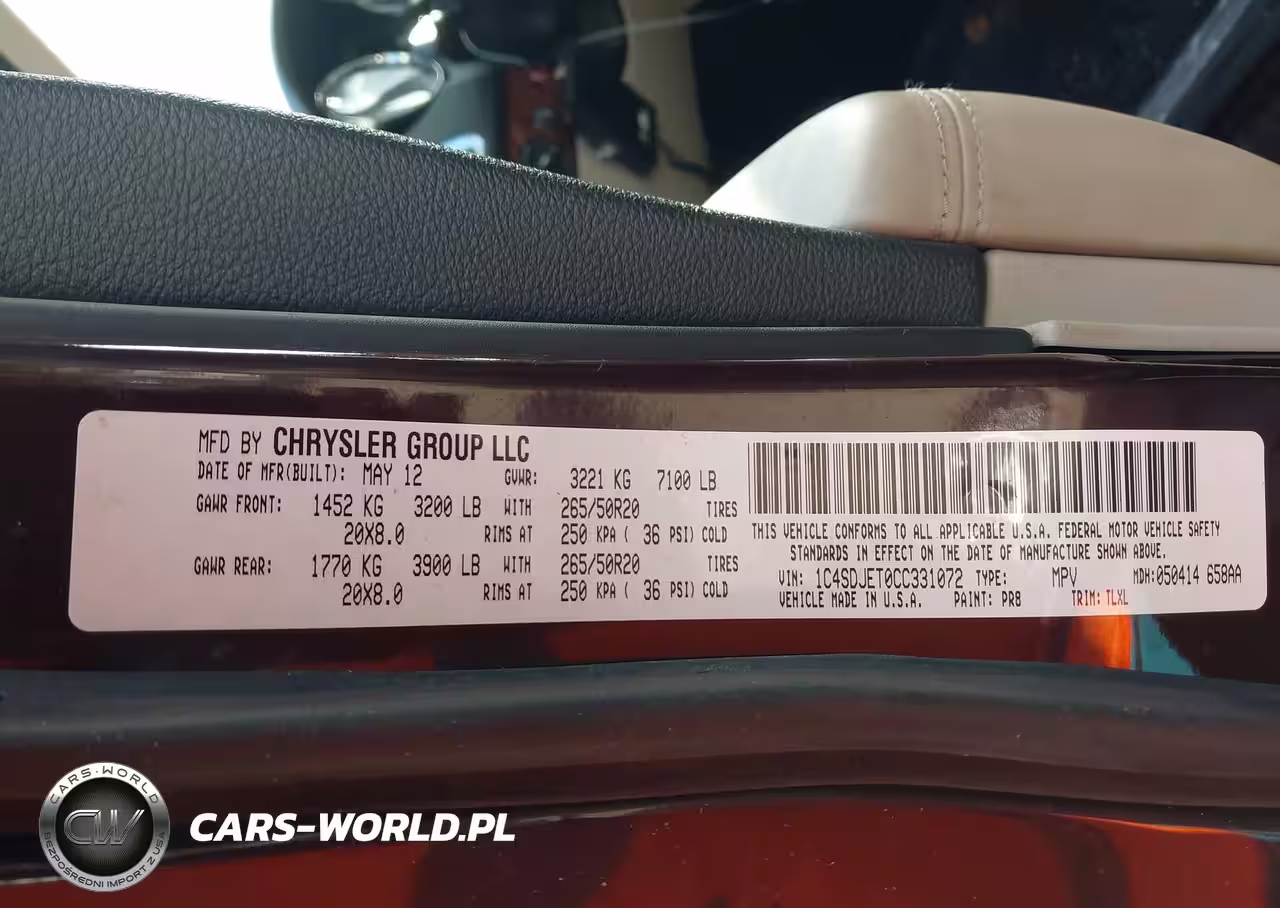 MFD BY CHRYSLER GROUP LLC
DATE OF MFR(BUILT): MAY 12 GVWR: 3221 KG 7100 LB
GAWR FRONT: 1452 KG 3200 LB WITH 265/50R20 TIRES
20X8.0 RIMS AT 250 KPA ( 36 PSI) COLD
GAWR REAR: 1770 KG 3900 LB WITH 265/50R20 TIRES
20X8.0 RIMS AT 250 KPA ( 36 PSI) COLD
THIS VEHICLE CONFORMS TO ALL APPLICABLE U.S.A. FEDERAL MOTOR VEHICLE SAFETY
STANDARDS IN EFFECT ON THE DATE OF MANUFACTURE SHOWN ABOVE.
VIN: 1C4SDJET0CC331072 TYPE: MPV MDH:050414 658AA
VEHICLE MADE IN U.S.A. PAINT: PR8 TRIM: TLXL
CARS-WORLD
CW
BEZPOŚREDNI IMPORT Z USA
CARS-WORLD.PL